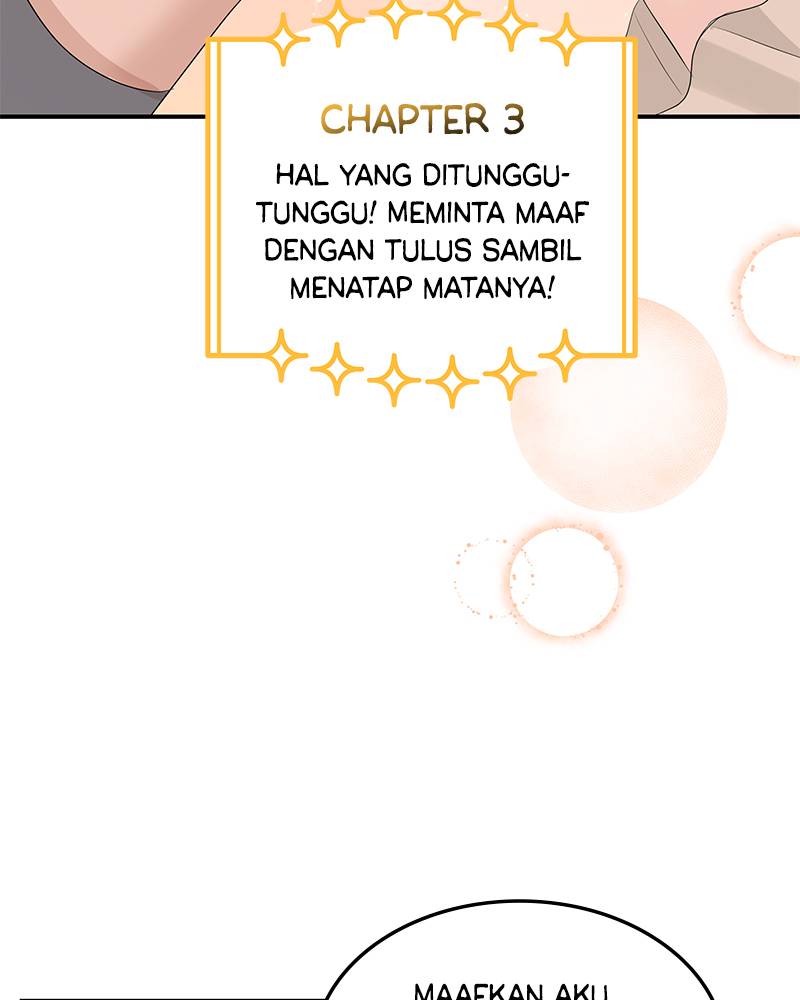 CHAPTER 3
HAL YANG DITUNGGU-
TUNGGU! MEMINTA MAAF
DENGAN TULUS SAMBIL
MENATAP MATANYA!
MAAFKAN AKU